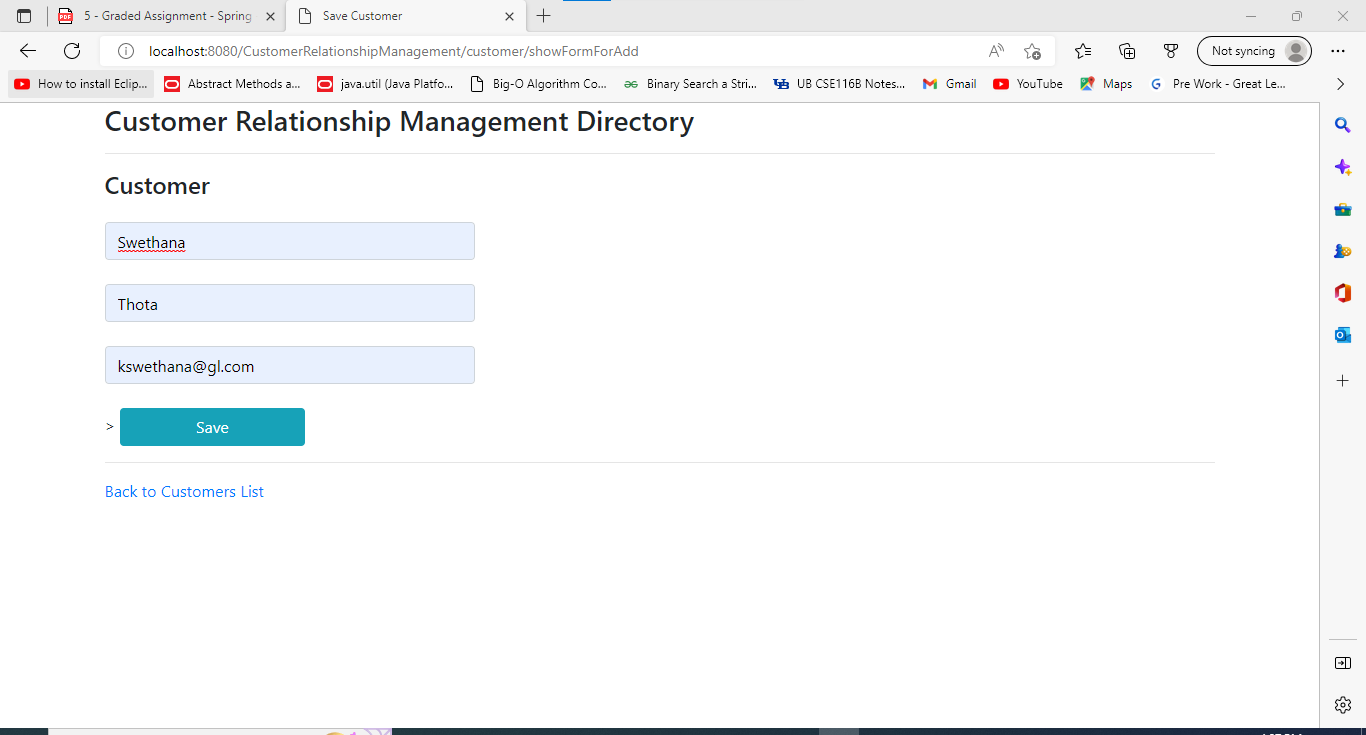 5 - Graded Assignment - Spring
Save Customer
localhost:8080/CustomerRelationshipManagement/customer/showFormForAdd
Not syncing
How to install Eclip...
Abstract Methods a...
java.util (Java Platfo...
Big-O Algorithm Co...
Binary Search a Stri...
UB CSE116B Notes...
Gmail
YouTube
Maps
Pre Work - Great Le...
Customer Relationship Management Directory
Customer
Swethana
Thota
kswethana@gl.com
> Save
Back to Customers List